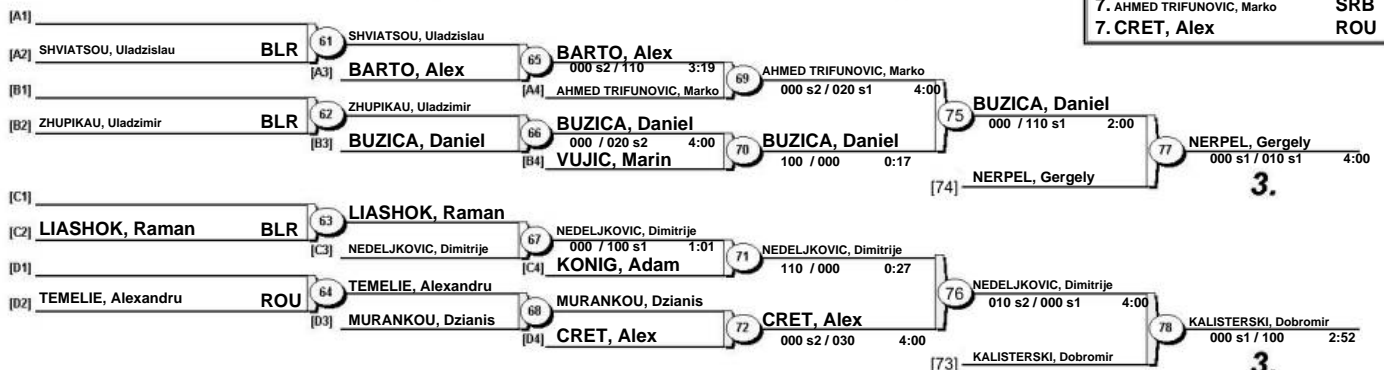 7. AHMED TRIFUNOVIC, Marko SRB
7. CRET, Alex ROU
[A1]
[A2] SHVIATSOU, Uladzislau BLR
61
SHVIATSOU, Uladzislau
[A3] BARTO, Alex
65
BARTO, Alex
000 s2 / 110 3:19
[A4] AHMED TRIFUNOVIC, Marko
69
AHMED TRIFUNOVIC, Marko
000 s2 / 020 s1 4:00
[B1]
[B2] ZHUPIKAU, Uladzimir BLR
62
ZHUPIKAU, Uladzimir
[B3] BUZICA, Daniel
66
BUZICA, Daniel
000 / 020 s2 4:00
[B4] VUJIC, Marin
70
BUZICA, Daniel
100 / 000 0:17
75
BUZICA, Daniel
000 / 110 s1 2:00
[74] NERPEL, Gergely
77
NERPEL, Gergely
000 s1 / 010 s1 4:00
3.
[C1]
[C2] LIASHOK, Raman BLR
63
LIASHOK, Raman
[C3] NEDELJKOVIC, Dimitrije
67
NEDELJKOVIC, Dimitrije
000 / 100 s1 1:01
[C4] KONIG, Adam
71
NEDELJKOVIC, Dimitrije
110 / 000 0:27
[D1]
[D2] TEMELIE, Alexandru ROU
64
TEMELIE, Alexandru
[D3] MURANKOU, Dzianis
68
MURANKOU, Dzianis
[D4] CRET, Alex
72
CRET, Alex
000 s2 / 030 4:00
76
NEDELJKOVIC, Dimitrije
010 s2 / 000 s1 4:00
[73] KALISTERSKI, Dobromir
78
KALISTERSKI, Dobromir
000 s1 / 100 2:52
3.